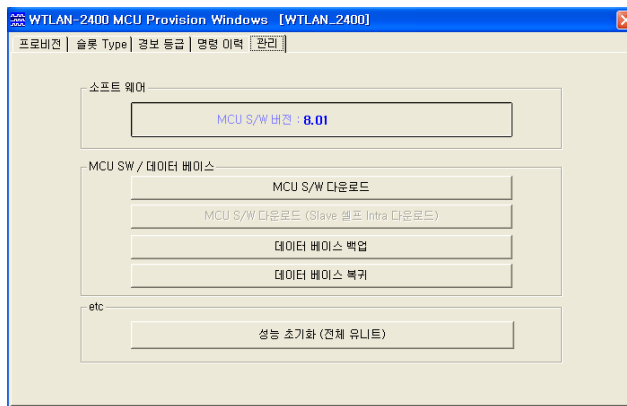 WTLAN-2400 MCU Provision Windows [WTLAN_2400]
프로비전 슬롯 Type 경보 등급 명령 이력 관리
소프트 웨어
MCU S/W 버전 : 8.01
MCU SW / 데이터 베이스
MCU S/W 다운로드
MCU S/W 다운로드 (Slave 셀프 Intra 다운로드)
데이터 베이스 백업
데이터 베이스 복귀
etc
성능 초기화 (전체 유니트)